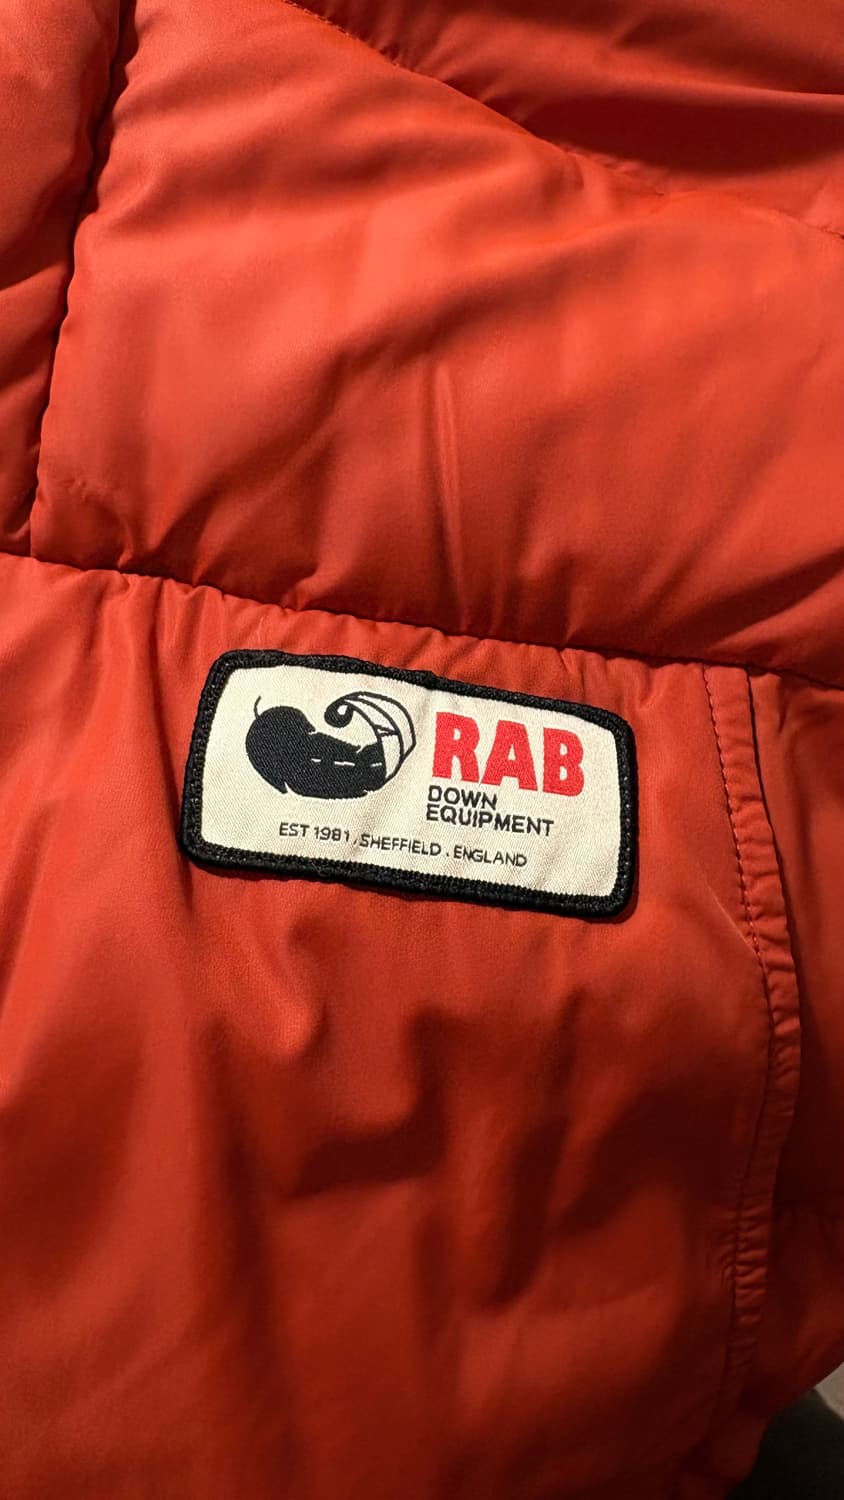 RAB
DOWN
EQUIPMENT
EST 1981, SHEFFIELD . ENGLAND